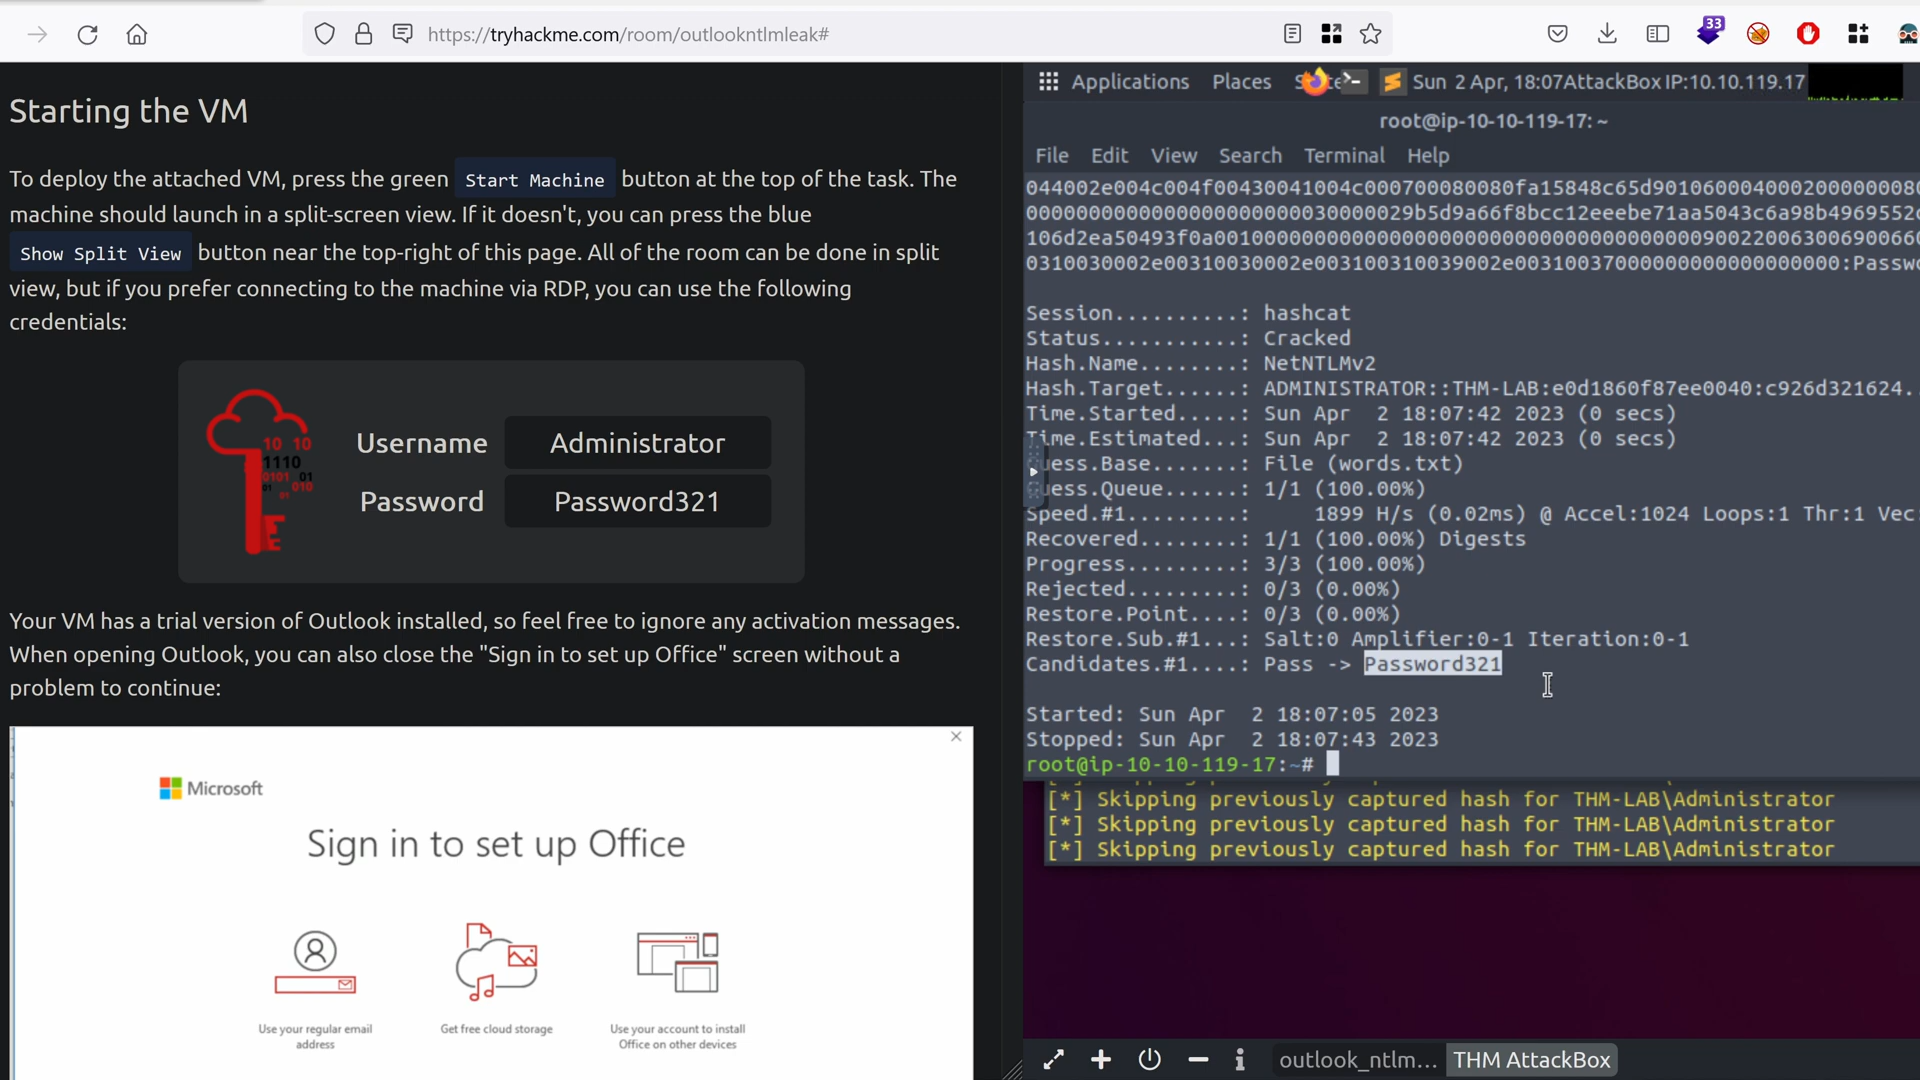 https://tryhackme.com/room/outlookntlmleak#
33
Starting the VM
To deploy the attached VM, press the green Start Machine button at the top of the task. The
machine should launch in a split-screen view. If it doesn't, you can press the blue
Show Split View button near the top-right of this page. All of the room can be done in split
view, but if you prefer connecting to the machine via RDP, you can use the following
credentials:
Username Administrator
Password Password321
Your VM has a trial version of Outlook installed, so feel free to ignore any activation messages.
When opening Outlook, you can also close the "Sign in to set up Office" screen without a
problem to continue:
Microsoft
Sign in to set up Office
Use your regular email
address
Get free cloud storage
Use your account to install
Office on other devices
Applications Places Sun 2 Apr, 18:07 AttackBox IP:10.10.119.17
root@ip-10-10-119-17: ~
File Edit View Search Terminal Help
Session..........: hashcat
Status...........: Cracked
Hash.Name........: NetNTLMv2
Hash.Target......: ADMINISTRATOR::THM-LAB:e0d1860f87ee0040:c926d321624..
Time.Started.....: Sun Apr  2 18:07:42 2023 (0 secs)
Time.Estimated...: Sun Apr  2 18:07:42 2023 (0 secs)
uess.Base.......: File (words.txt)
uess.Queue......: 1/1 (100.00%)
Speed.#1.........:     1899 H/s (0.02ms) @ Accel:1024 Loops:1 Thr:1 Vec:
Recovered........: 1/1 (100.00%) Digests
Progress.........: 3/3 (100.00%)
Rejected.........: 0/3 (0.00%)
Restore.Point....: 0/3 (0.00%)
Restore.Sub.#1...: Salt:0 Amplifier:0-1 Iteration:0-1
Candidates.#1....: Pass -> Password321
Started: Sun Apr  2 18:07:05 2023
Stopped: Sun Apr  2 18:07:43 2023
root@ip-10-10-119-17:~#
[*] Skipping previously captured hash for THM-LAB\Administrator
[*] Skipping previously captured hash for THM-LAB\Administrator
[*] Skipping previously captured hash for THM-LAB\Administrator
outlook_ntlm... THM AttackBox